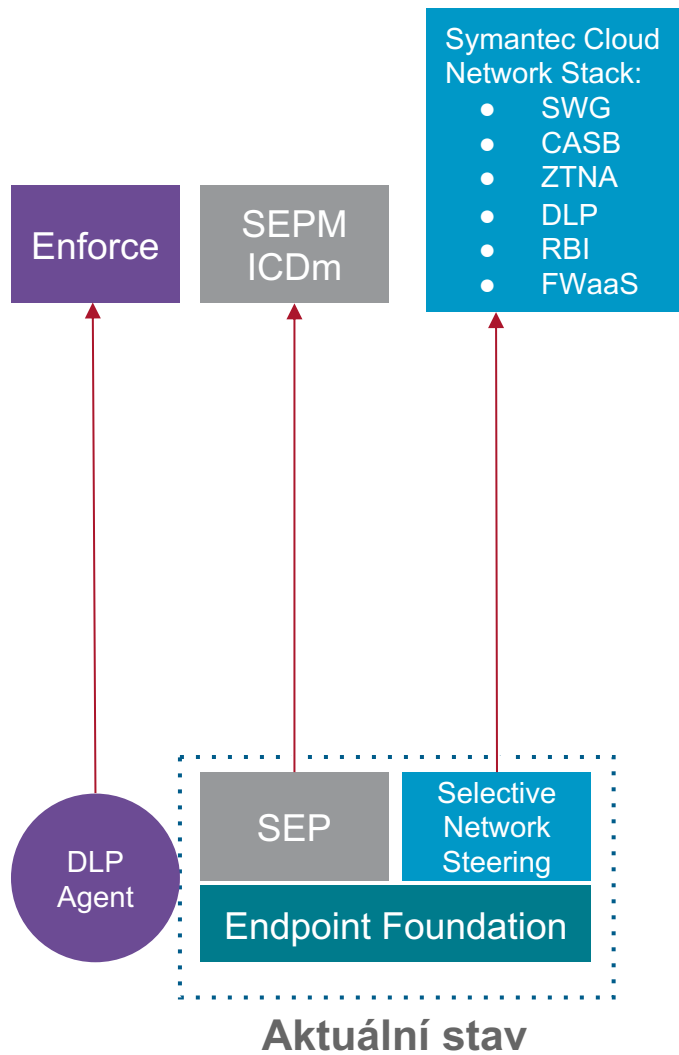 Symantec Cloud
Network Stack:
● SWG
● CASB
● ZTNA
● DLP
● RBI
● FWaaS
Enforce
SEPM
ICDm
SEP
Selective
Network
Steering
DLP
Agent
Endpoint Foundation
Aktuální stav